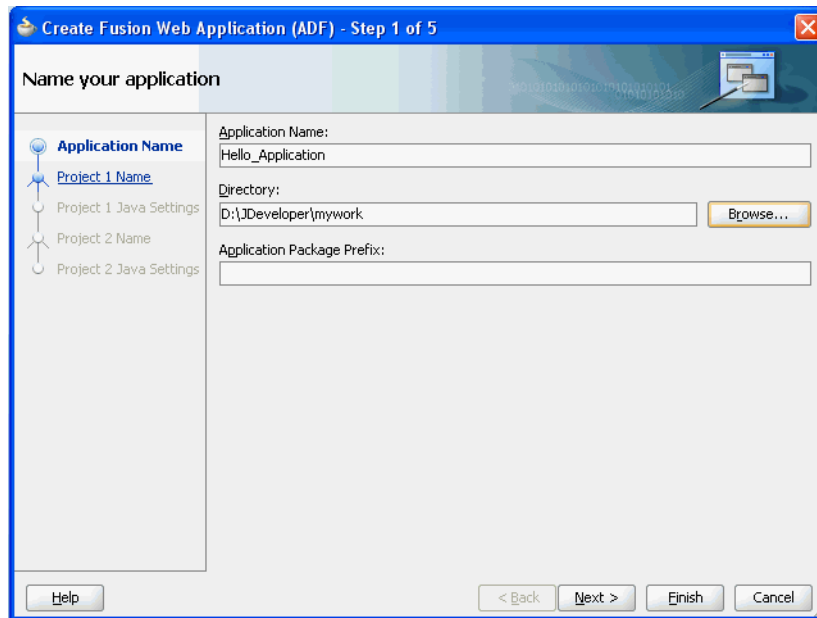 Create Fusion Web Application (ADF) - Step 1 of 5
Name your application
Application Name
Project 1 Name
Project 1 Java Settings
Project 2 Name
Project 2 Java Settings
Application Name:
Hello_Application
Directory:
D:\JDeveloper\mywork
Browse...
Application Package Prefix:
Help
< Back
Next >
Finish
Cancel